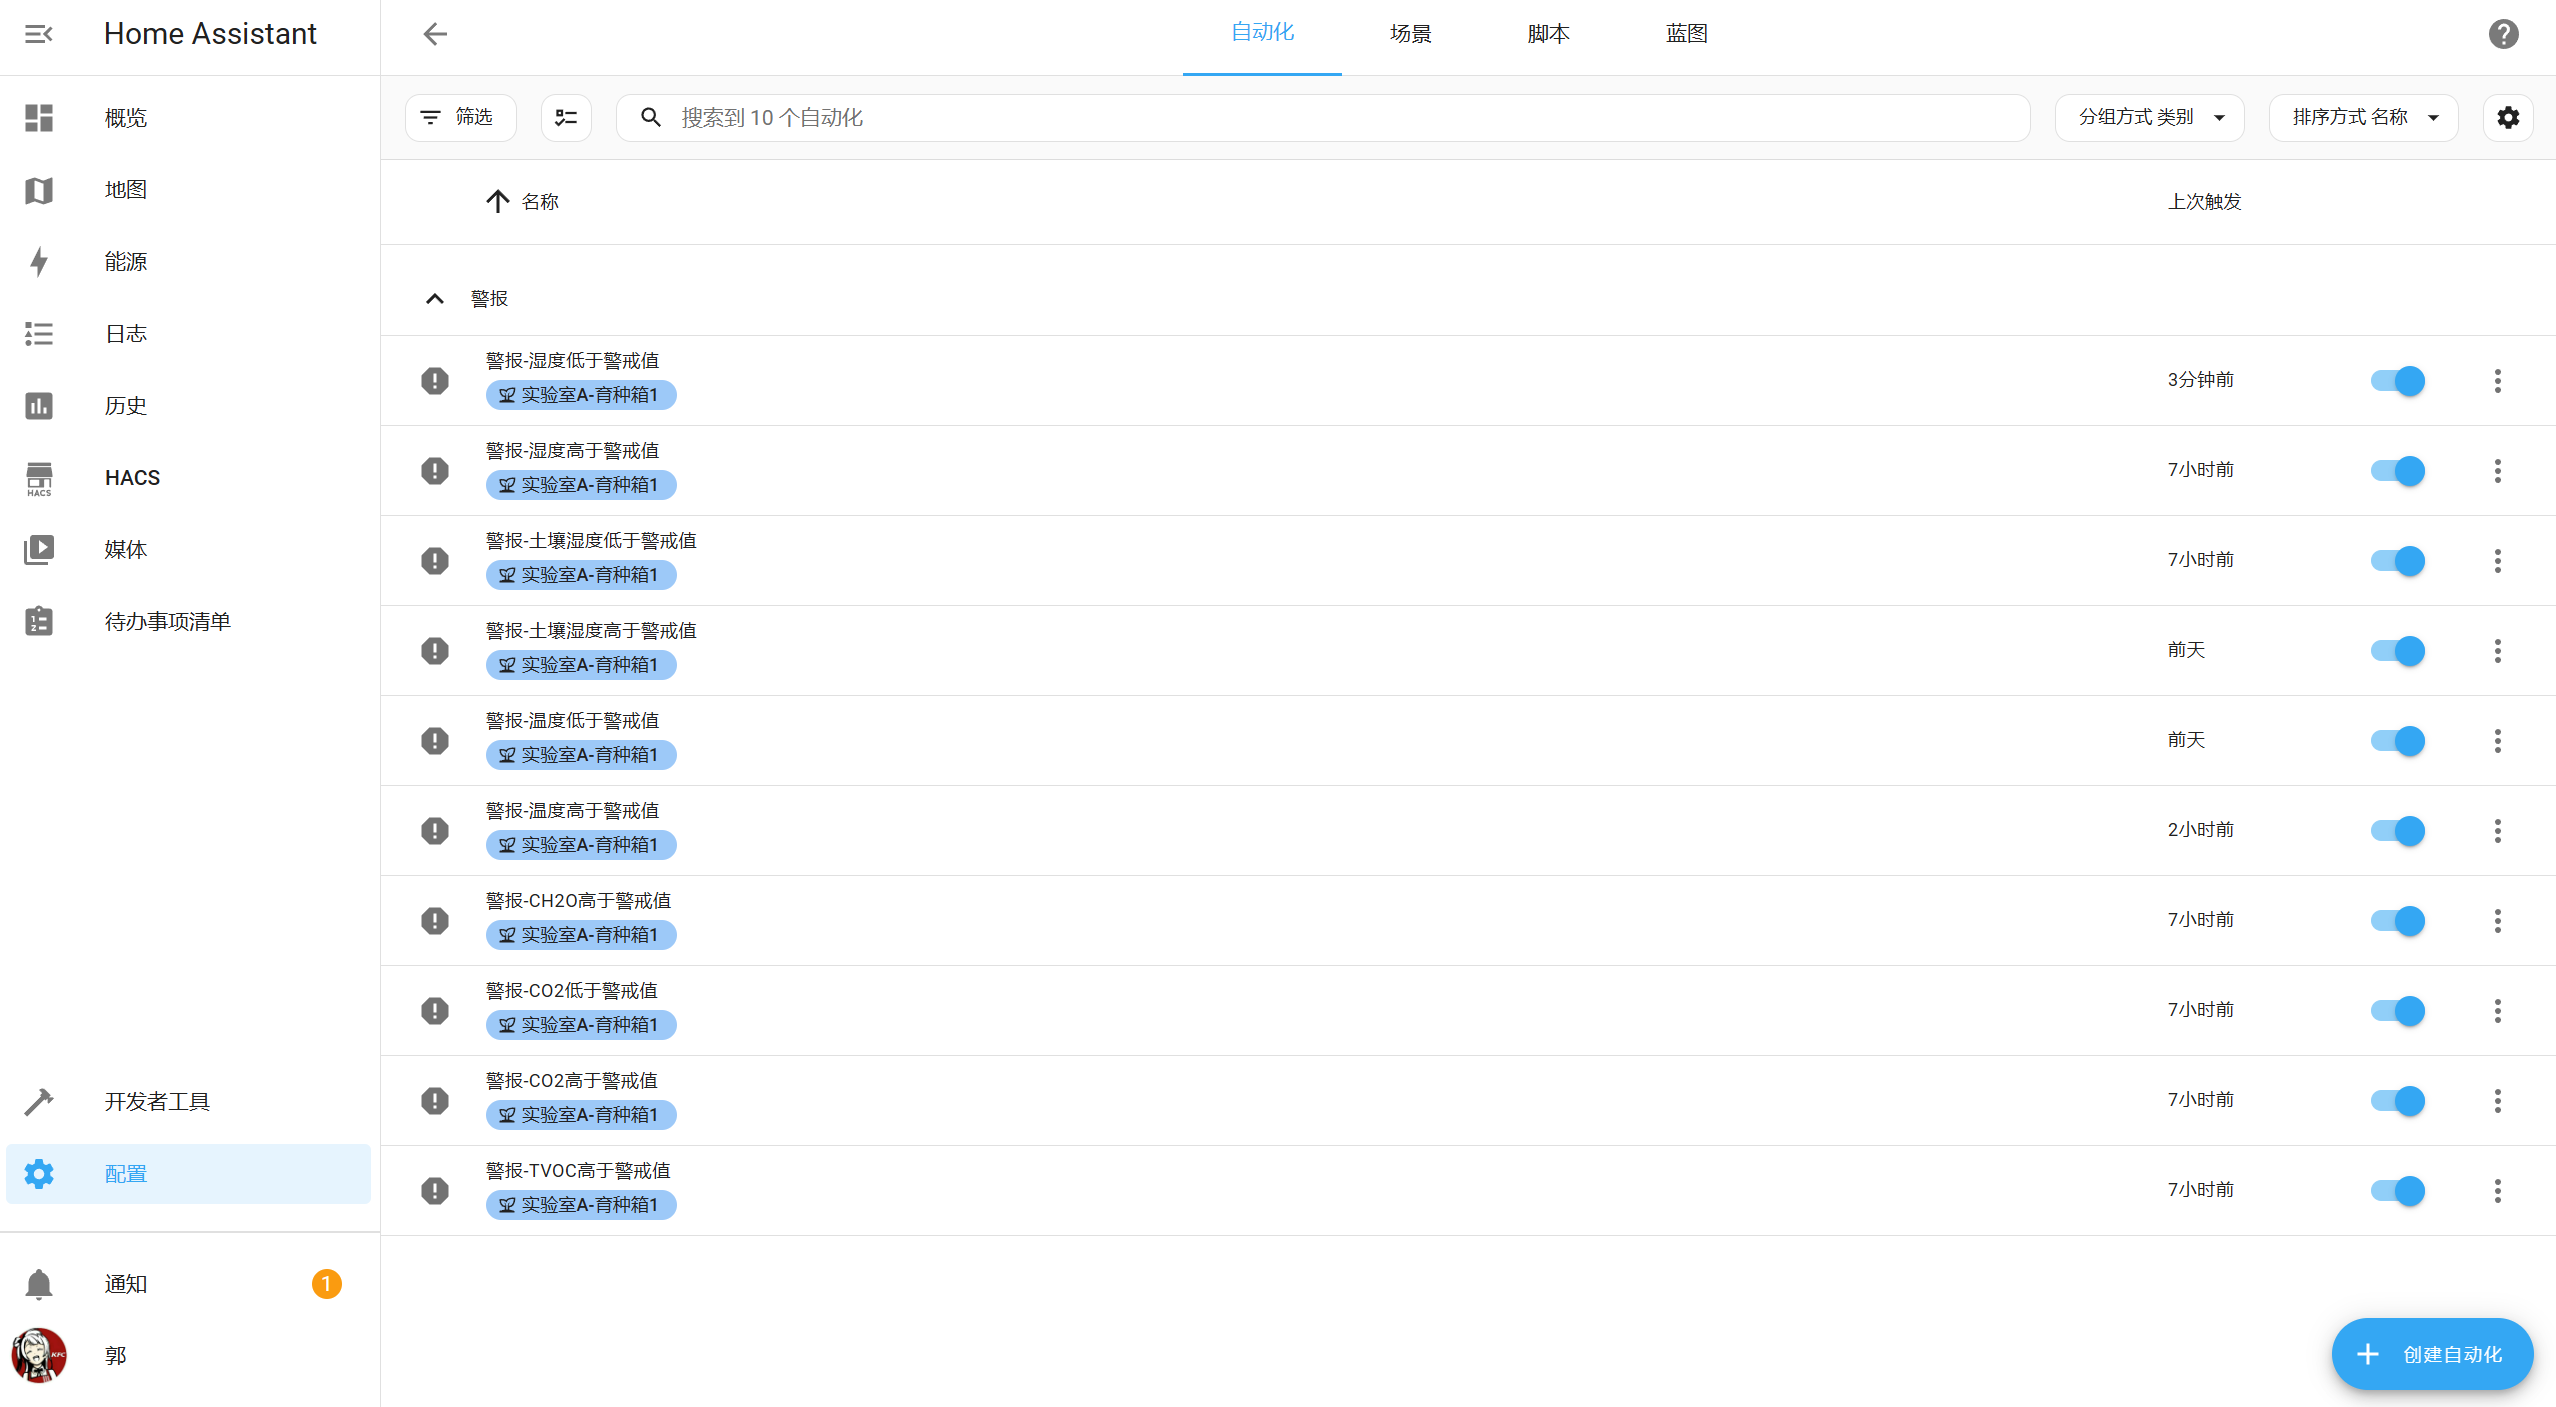 Home Assistant
自动化
场景
脚本
蓝图
概览
地图
能源
日志
历史
HACS
HACS
媒体
待办事项清单
开发者工具
配置
通知
1
郭
KFC
筛选
搜索到 10 个自动化
分组方式 类别
排序方式 名称
名称
上次触发
警报
警报-湿度低于警戒值
实验室A-育种箱1
3分钟前
警报-湿度高于警戒值
实验室A-育种箱1
7小时前
警报-土壤湿度低于警戒值
实验室A-育种箱1
7小时前
警报-土壤湿度高于警戒值
实验室A-育种箱1
前天
警报-温度低于警戒值
实验室A-育种箱1
前天
警报-温度高于警戒值
实验室A-育种箱1
2小时前
警报-CH2O高于警戒值
实验室A-育种箱1
7小时前
警报-CO2低于警戒值
实验室A-育种箱1
7小时前
警报-CO2高于警戒值
实验室A-育种箱1
7小时前
警报-TVOC高于警戒值
实验室A-育种箱1
7小时前
创建自动化